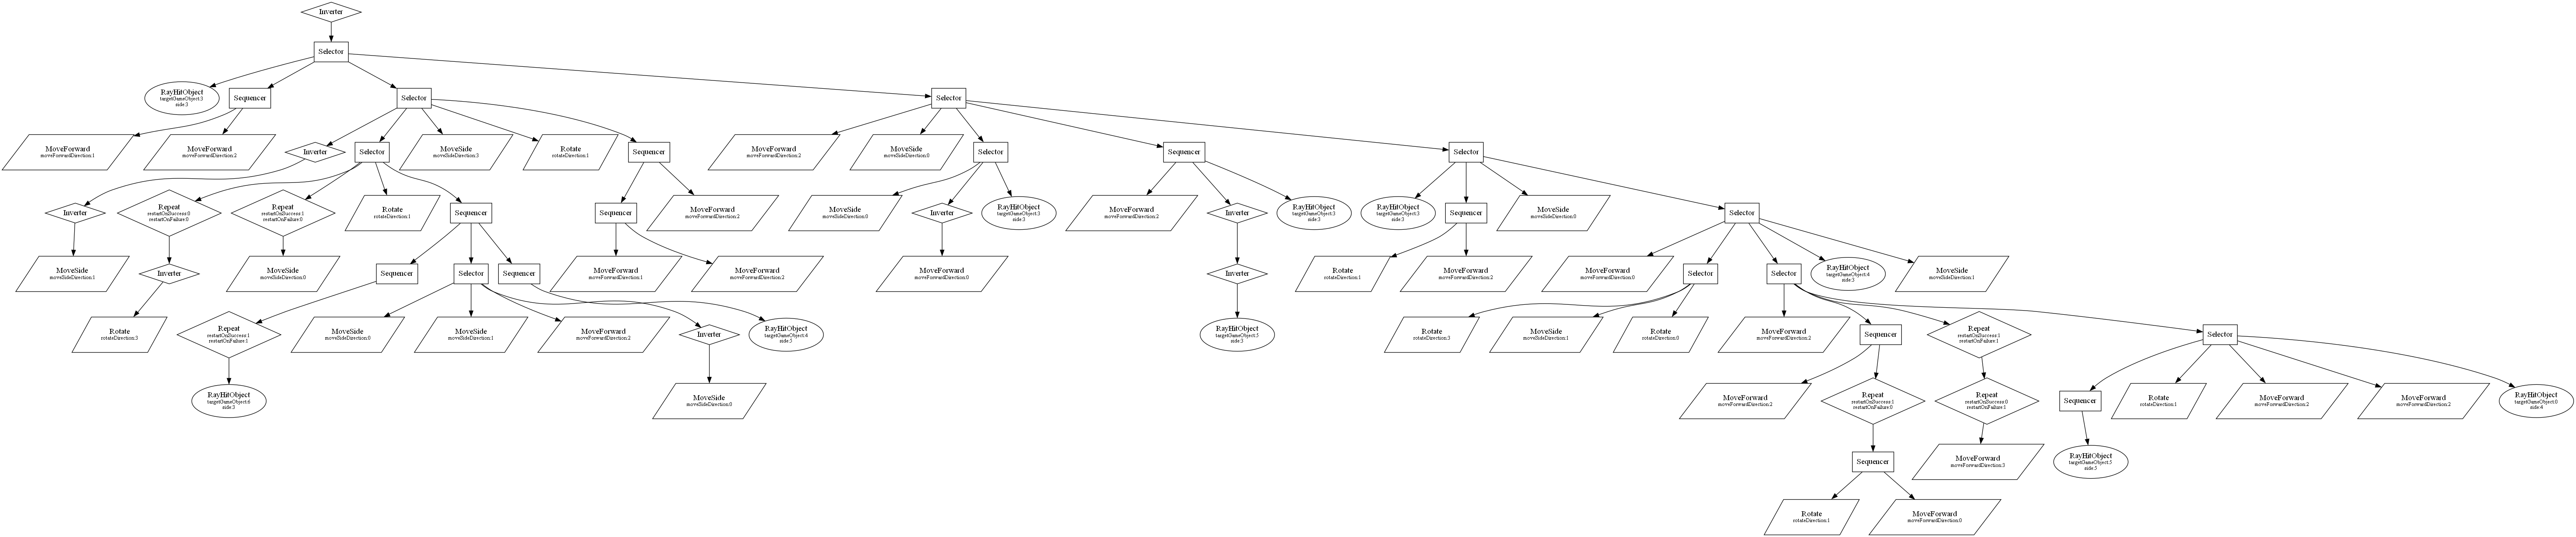 Inverter
Selector
RayHitObject
targetGameObject:3
side:3
Sequencer
Selector
Selector
MoveForward
moveForwardDirection:1
MoveForward
moveForwardDirection:2
Inverter
Selector
MoveSide
moveSideDirection:3
Rotate
rotateDirection:1
Sequencer
MoveForward
moveForwardDirection:2
MoveSide
moveSideDirection:0
Selector
Sequencer
Selector
Inverter
Repeat
restartOnSuccess:0
restartOnFailure:0
Repeat
restartOnSuccess:1
restartOnFailure:0
Rotate
rotateDirection:1
Sequencer
Sequencer
MoveForward
moveForwardDirection:2
MoveSide
moveSideDirection:0
Inverter
RayHitObject
targetGameObject:3
side:3
MoveForward
moveForwardDirection:2
Inverter
RayHitObject
targetGameObject:3
side:3
RayHitObject
targetGameObject:3
side:3
Sequencer
MoveSide
moveSideDirection:0
Selector
MoveSide
moveSideDirection:1
Inverter
MoveSide
moveSideDirection:0
Sequencer
Selector
Sequencer
MoveForward
moveForwardDirection:1
MoveForward
moveForwardDirection:2
MoveForward
moveForwardDirection:0
Inverter
Rotate
rotateDirection:1
MoveForward
moveForwardDirection:2
MoveForward
moveForwardDirection:0
Selector
Selector
RayHitObject
targetGameObject:4
side:3
MoveSide
moveSideDirection:1
Rotate
rotateDirection:3
Repeat
restartOnSuccess:1
restartOnFailure:1
MoveSide
moveSideDirection:0
MoveSide
moveSideDirection:1
MoveForward
moveForwardDirection:2
Inverter
RayHitObject
targetGameObject:4
RayHitObject
side:3
Rotate
rotateDirection:3
MoveSide
moveSideDirection:1
Rotate
rotateDirection:0
MoveForward
moveForwardDirection:2
Sequencer
Repeat
restartOnSuccess:1
restartOnFailure:1
Selector
RayHitObject
targetGameObject:6
side:3
MoveSide
moveSideDirection:0
MoveForward
moveForwardDirection:2
Repeat
restartOnSuccess:1
restartOnFailure:0
Repeat
restartOnSuccess:0
restartOnFailure:1
Sequencer
Rotate
rotateDirection:1
MoveForward
moveForwardDirection:2
MoveForward
moveForwardDirection:2
RayHitObject
targetGameObject:0
side:4
Sequencer
MoveForward
moveForwardDirection:3
RayHitObject
Rotate
rotateDirection:1
MoveForward
moveForwardDirection:0